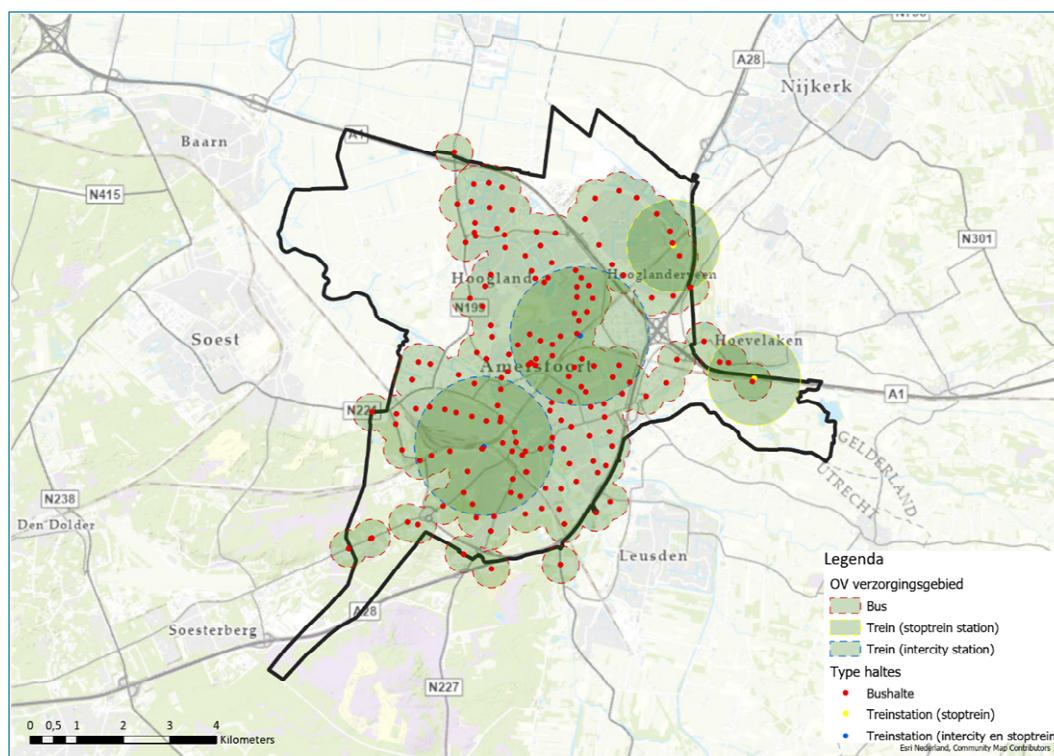 N798
A28
Nijkerk
A1
Baarn
N415
N301
Hooglanderveen
Hoogland
N199
Soest
Hoevelaken
Amersfoort
A1
N221
GELDERLAND
UTRECHT
N238
Den Dolder
Leusden
A28
Soesterberg
N227
Legenda
OV verzorgingsgebied
Bus
Trein (stoptrein station)
Trein (intercity station)
Type haltes
Bushalte
Treinstation (stoptrein)
Treinstation (intercity en stoptrein
0 0,5 1 2 3 4
Kilometers
Esri Nederland, Community Map Contributors